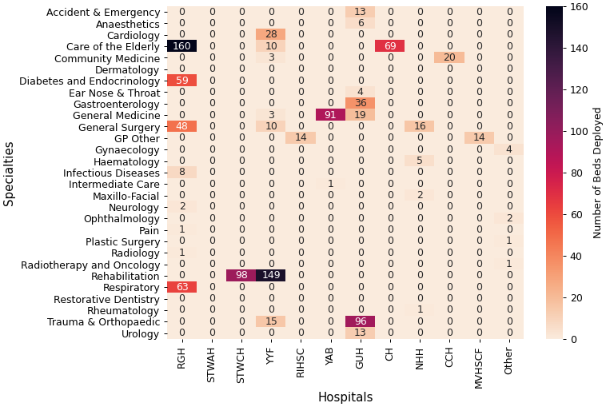 Accident & Emergency 0 0 0 0 0 0 13 0 0 0 0 0
Anaesthetics 0 0 0 0 0 0 6 0 0 0 0 0
Cardiology 0 0 0 28 0 0 0 0 0 0 0 0
Care of the Elderly 160 0 0 10 0 0 0 69 0 0 0 0
Community Medicine 0 0 0 3 0 0 0 0 0 20 0 0
Dermatology 0 0 0 0 0 0 0 0 0 0 0 0
Diabetes and Endocrinology 59 0 0 0 0 0 0 0 0 0 0 0
Ear Nose & Throat 0 0 0 0 0 0 4 0 0 0 0 0
Gastroenterology 0 0 0 0 0 0 36 0 0 0 0 0
General Medicine 0 0 0 3 0 91 19 0 0 0 0 0
General Surgery 48 0 0 10 0 0 0 0 16 0 0 0
GP Other 0 0 0 0 14 0 0 0 0 0 14 0
Gynaecology 0 0 0 0 0 0 0 0 0 0 0 4
Haematology 0 0 0 0 0 0 0 0 5 0 0 0
Infectious Diseases 8 0 0 0 0 0 0 0 0 0 0 0
Intermediate Care 0 0 0 0 0 1 0 0 0 0 0 0
Maxillo-Facial 0 0 0 0 0 0 0 0 2 0 0 0
Neurology 2 0 0 0 0 0 0 0 0 0 0 0
Ophthalmology 0 0 0 0 0 0 0 0 0 0 0 2
Pain 1 0 0 0 0 0 0 0 0 0 0 0
Plastic Surgery 0 0 0 0 0 0 0 0 0 0 0 1
Radiology 1 0 0 0 0 0 0 0 0 0 0 1
Radiotherapy and Oncology 0 0 0 0 0 0 0 0 0 0 0 1
Rehabilitation 0 0 98 149 0 0 0 0 0 0 0 0
Respiratory 63 0 0 0 0 0 0 0 0 0 0 0
Restorative Dentistry 0 0 0 0 0 0 0 0 0 0 0 0
Rheumatology 0 0 0 0 0 0 0 0 1 0 0 0
Trauma & Orthopaedic 0 0 0 15 0 0 96 0 0 0 0 0
Urology 0 0 0 0 0 0 13 0 0 0 0 0
RGH STWAH STWCH YYF RIHSC YAB GUH CH NHH CCH MVHSCF Other
Hospitals
Specialties
160
140
120
100
80
60
40
20
0
Number of Beds Deployed